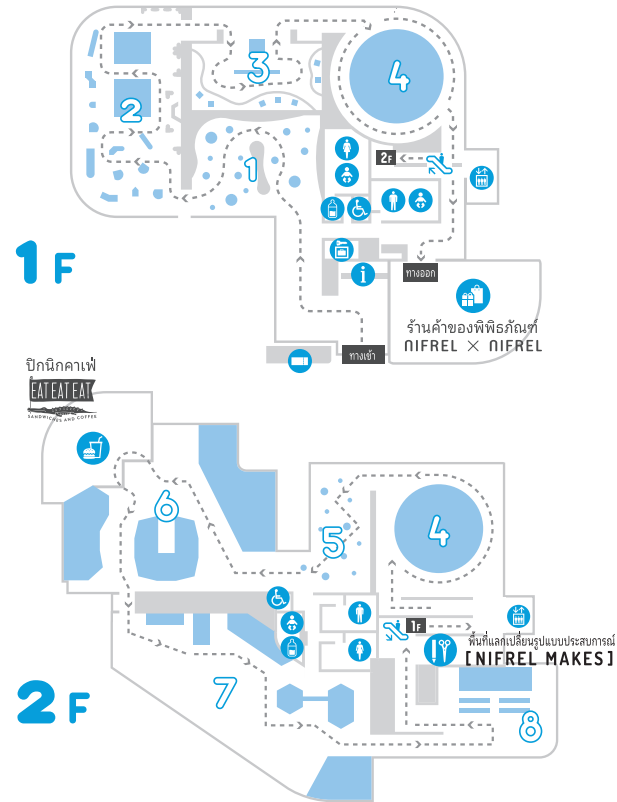 3
4
2
1
2F
1F
ทางออก
ร้านค้าของพิพิธภัณฑ์
NIFREL × NIFREL
ทางเข้า
ปิกนิกคาเฟ่
EAT EAT EAT
SANDWICHES AND COFFEE
6
5
4
1F
พื้นที่แลกเปลี่ยนรูปแบบประสบการณ์
[NIFREL MAKES]
7
2F
8